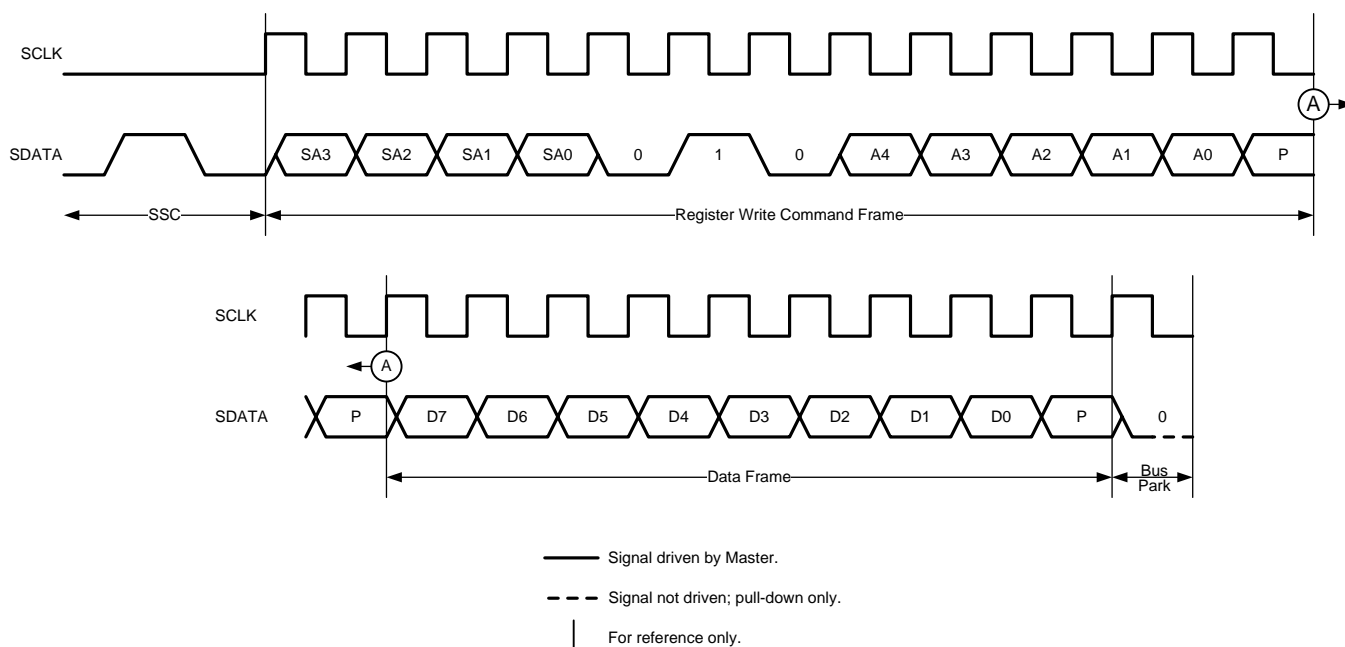 SCLK
A
SDATA SA3 SA2 SA1 SA0 0 1 0 A4 A3 A2 A1 A0 P
SSC Register Write Command Frame
SCLK
A
SDATA P D7 D6 D5 D4 D3 D2 D1 D0 P 0
Data Frame Bus
Park
Signal driven by Master.
Signal not driven; pull-down only.
For reference only.